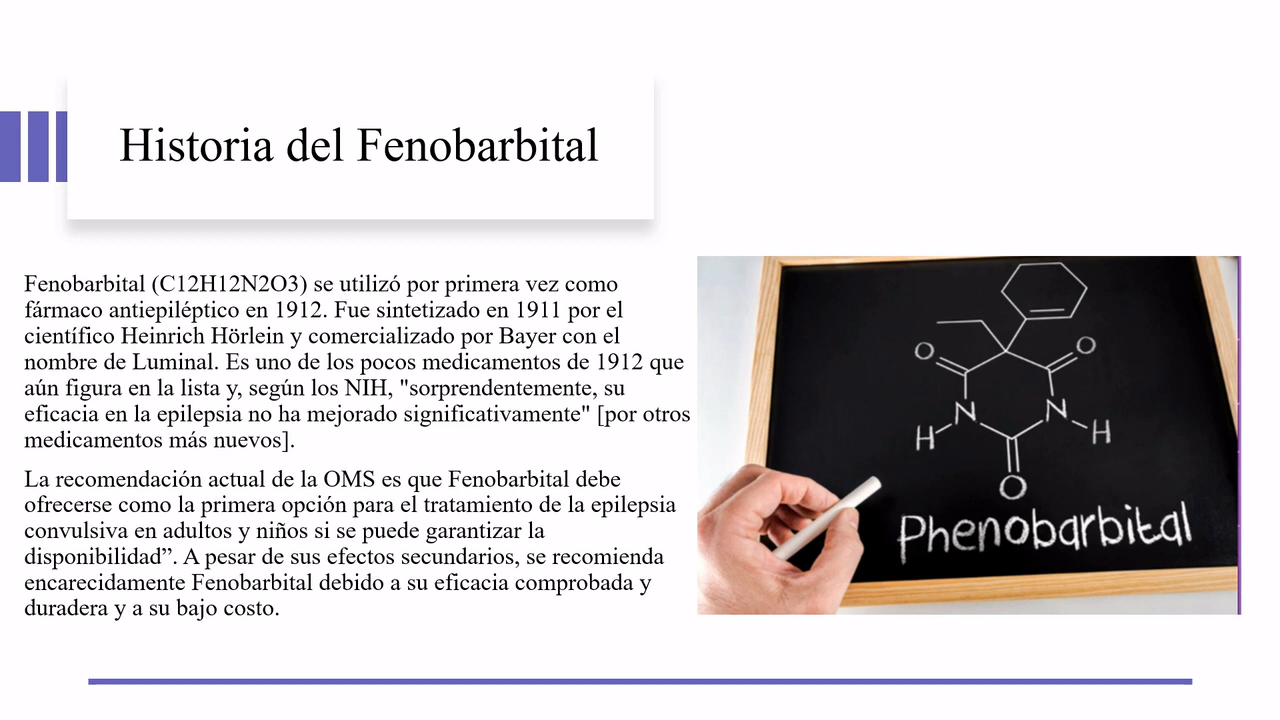 Historia del Fenobarbital
Fenobarbital (C12H12N2O3) se utilizó por primera vez como
fármaco antiepiléptico en 1912. Fue sintetizado en 1911 por el
científico Heinrich Hörlein y comercializado por Bayer con el
nombre de Luminal. Es uno de los pocos medicamentos de 1912 que
aún figura en la lista y, según los NIH, "sorprendentemente, su
eficacia en la epilepsia no ha mejorado significativamente" [por otros
medicamentos más nuevos].
La recomendación actual de la OMS es que Fenobarbital debe
ofrecerse como la primera opción para el tratamiento de la epilepsia
convulsiva en adultos y niños si se puede garantizar la
disponibilidad”. A pesar de sus efectos secundarios, se recomienda
encarecidamente Fenobarbital debido a su eficacia comprobada y
duradera y a su bajo costo.
O O
N N
H H
O
Phenobarbital